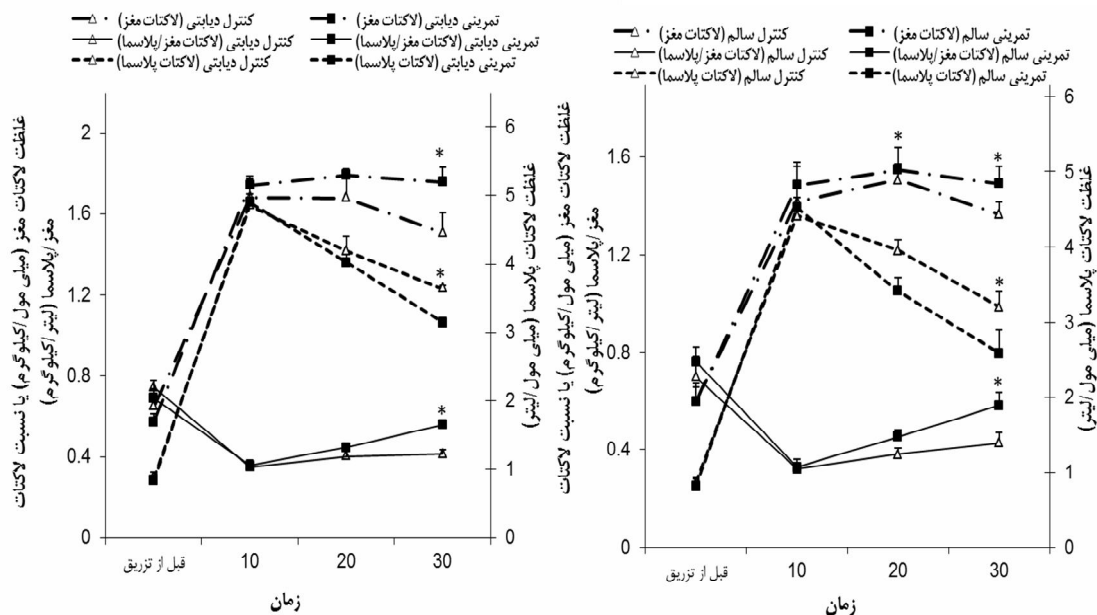 کنترل دیابتی (لاکتات مغز)
تمرینی دیابتی (لاکتات مغز)
کنترل دیابتی (لاکتات مغز/پلاسما)
تمرینی دیابتی (لاکتات مغز/پلاسما)
کنترل دیابتی (لاکتات پلاسما)
تمرینی دیابتی (لاکتات پلاسما)
غلظت لاکتات مغز (میلی مول/کیلوگرم) یا نسبت لاکتات
مغز/پلاسما (لیتر/کیلوگرم)
2
1.6
1.2
0.8
0.4
0
6
5
4
3
2
1
0
غلظت لاکتات پلاسما (میلی مول/لیتر)
*
*
*
قبل از تزریق
10
20
30
زمان
کنترل سالم (لاکتات مغز)
تمرینی سالم (لاکتات مغز)
کنترل سالم (لاکتات مغز/پلاسما)
تمرینی سالم (لاکتات مغز/پلاسما)
کنترل سالم (لاکتات پلاسما)
تمرینی سالم (لاکتات پلاسما)
غلظت لاکتات مغز (میلی مول/کیلوگرم) یا نسبت لاکتات
مغز/پلاسما (لیتر/کیلوگرم)
1.6
1.2
0.8
0.4
0
6
5
4
3
2
1
0
غلظت لاکتات پلاسما (میلی مول/لیتر)
*
*
*
*
قبل از تزریق
10
20
30
زمان